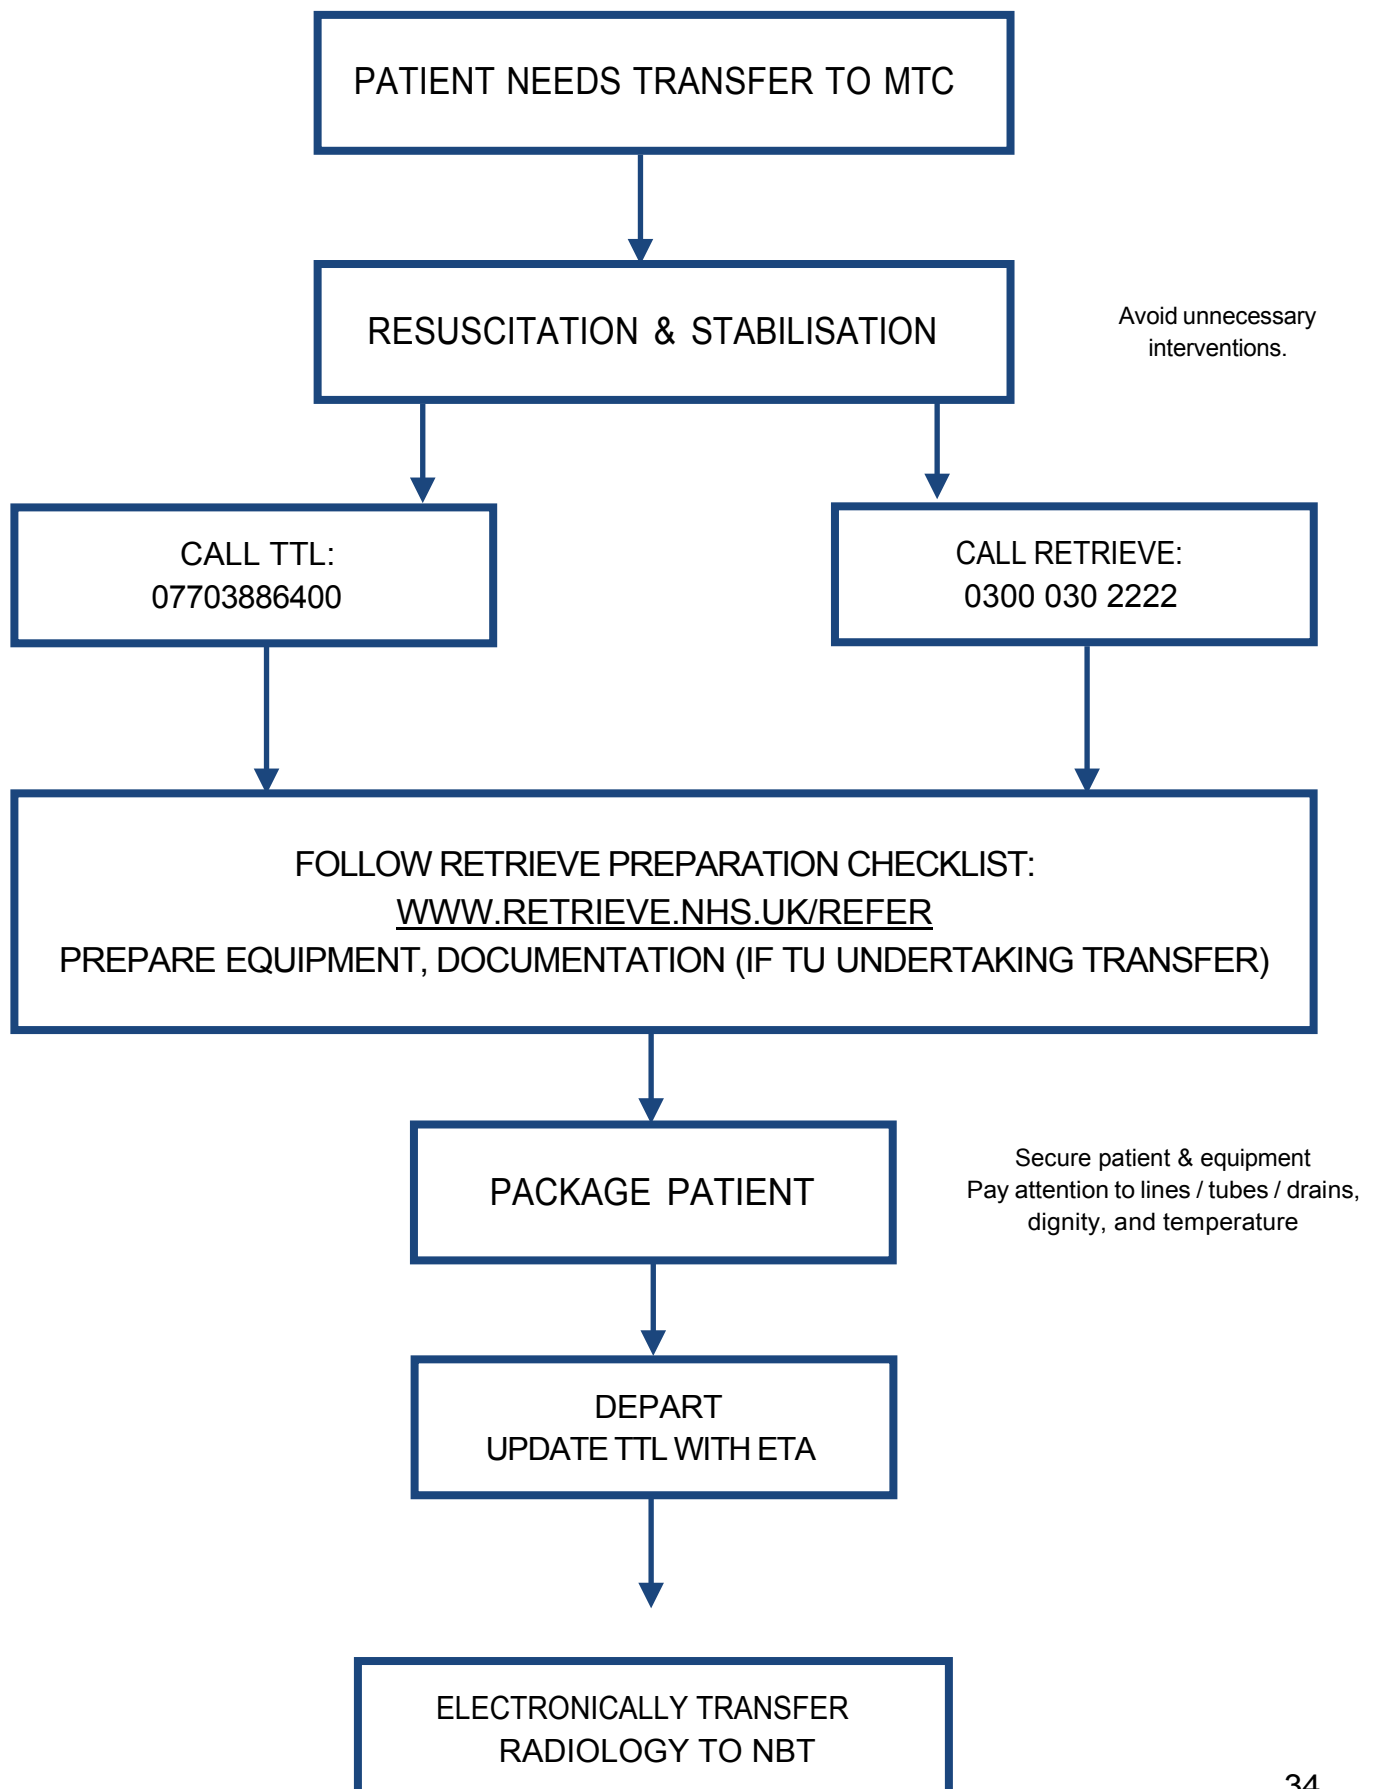 PATIENT NEEDS TRANSFER TO MTC
RESUSCITATION & STABILISATION
Avoid unnecessary
interventions.
CALL TTL:
07703886400
CALL RETRIEVE:
0300 030 2222
FOLLOW RETRIEVE PREPARATION CHECKLIST:
WWW.RETRIEVE.NHS.UK/REFER
PREPARE EQUIPMENT, DOCUMENTATION (IF TU UNDERTAKING TRANSFER)
PACKAGE PATIENT
Secure patient & equipment
Pay attention to lines / tubes / drains,
dignity, and temperature
DEPART
UPDATE TTL WITH ETA
ELECTRONICALLY TRANSFER
RADIOLOGY TO NBT
34